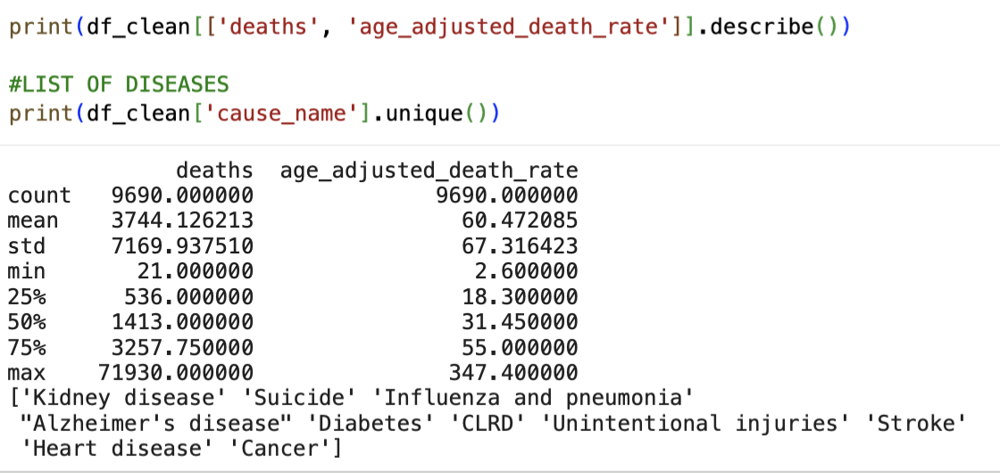 print(df_clean[['deaths', 'age_adjusted_death_rate']].describe())
#LIST OF DISEASES
print(df_clean['cause_name'].unique())
deaths age_adjusted_death_rate
count 9690.000000 9690.000000
mean 3744.126213 60.472085
std 7169.937510 67.316423
min 21.000000 2.600000
25% 536.000000 18.300000
50% 1413.000000 31.450000
75% 3257.750000 55.000000
max 71930.000000 347.400000
['Kidney disease' 'Suicide' 'Influenza and pneumonia'
"Alzheimer's disease" 'Diabetes' 'CLRD' 'Unintentional injuries' 'Stroke'
'Heart disease' 'Cancer']